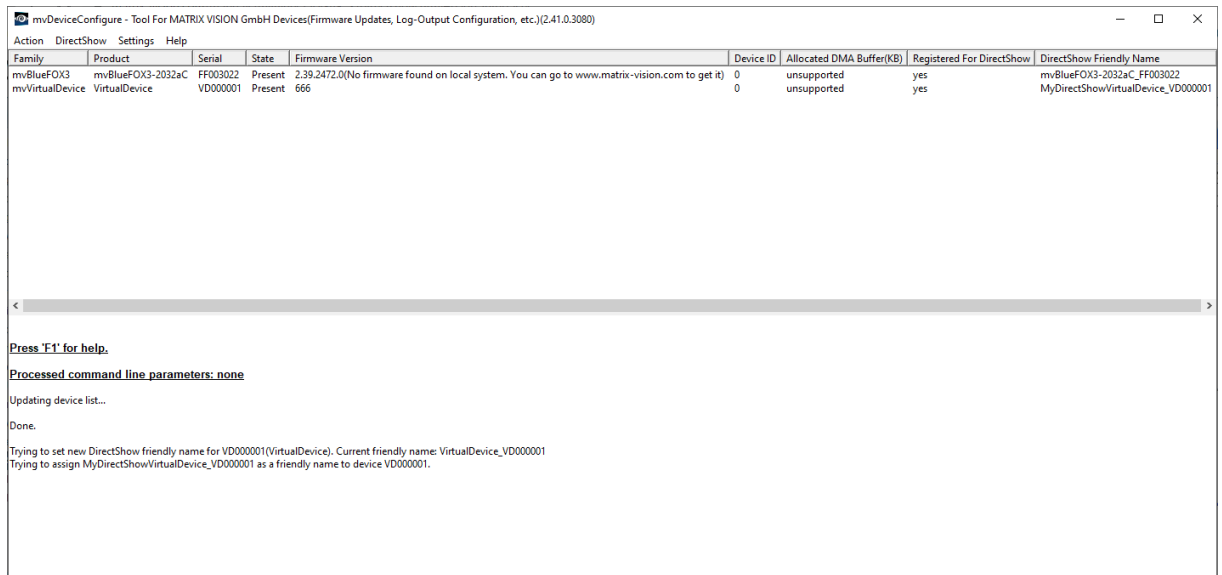 mvDeviceConfigure - Tool For MATRIX VISION GmbH Devices(Firmware Updates, Log-Output Configuration, etc.)(2.41.0.3080)
Action DirectShow Settings Help
Family Product Serial State Firmware Version Device ID Allocated DMA Buffer(KB) Registered For DirectShow DirectShow Friendly Name
mvBlueFOX3 mvBlueFOX3-2032aC FF003022 Present 2.39.2472.0(No firmware found on local system. You can go to www.matrix-vision.com to get it) 0 unsupported yes mvBlueFOX3-2032aC_FF003022
mvVirtualDevice VirtualDevice VD000001 Present 666 0 unsupported yes MyDirectShowVirtualDevice_VD000001
Press 'F1' for help.
Processed command line parameters: none
Updating device list...
Done.
Trying to set new DirectShow friendly name for VD000001(VirtualDevice). Current friendly name: VirtualDevice_VD000001
Trying to assign MyDirectShowVirtualDevice_VD000001 as a friendly name to device VD000001.